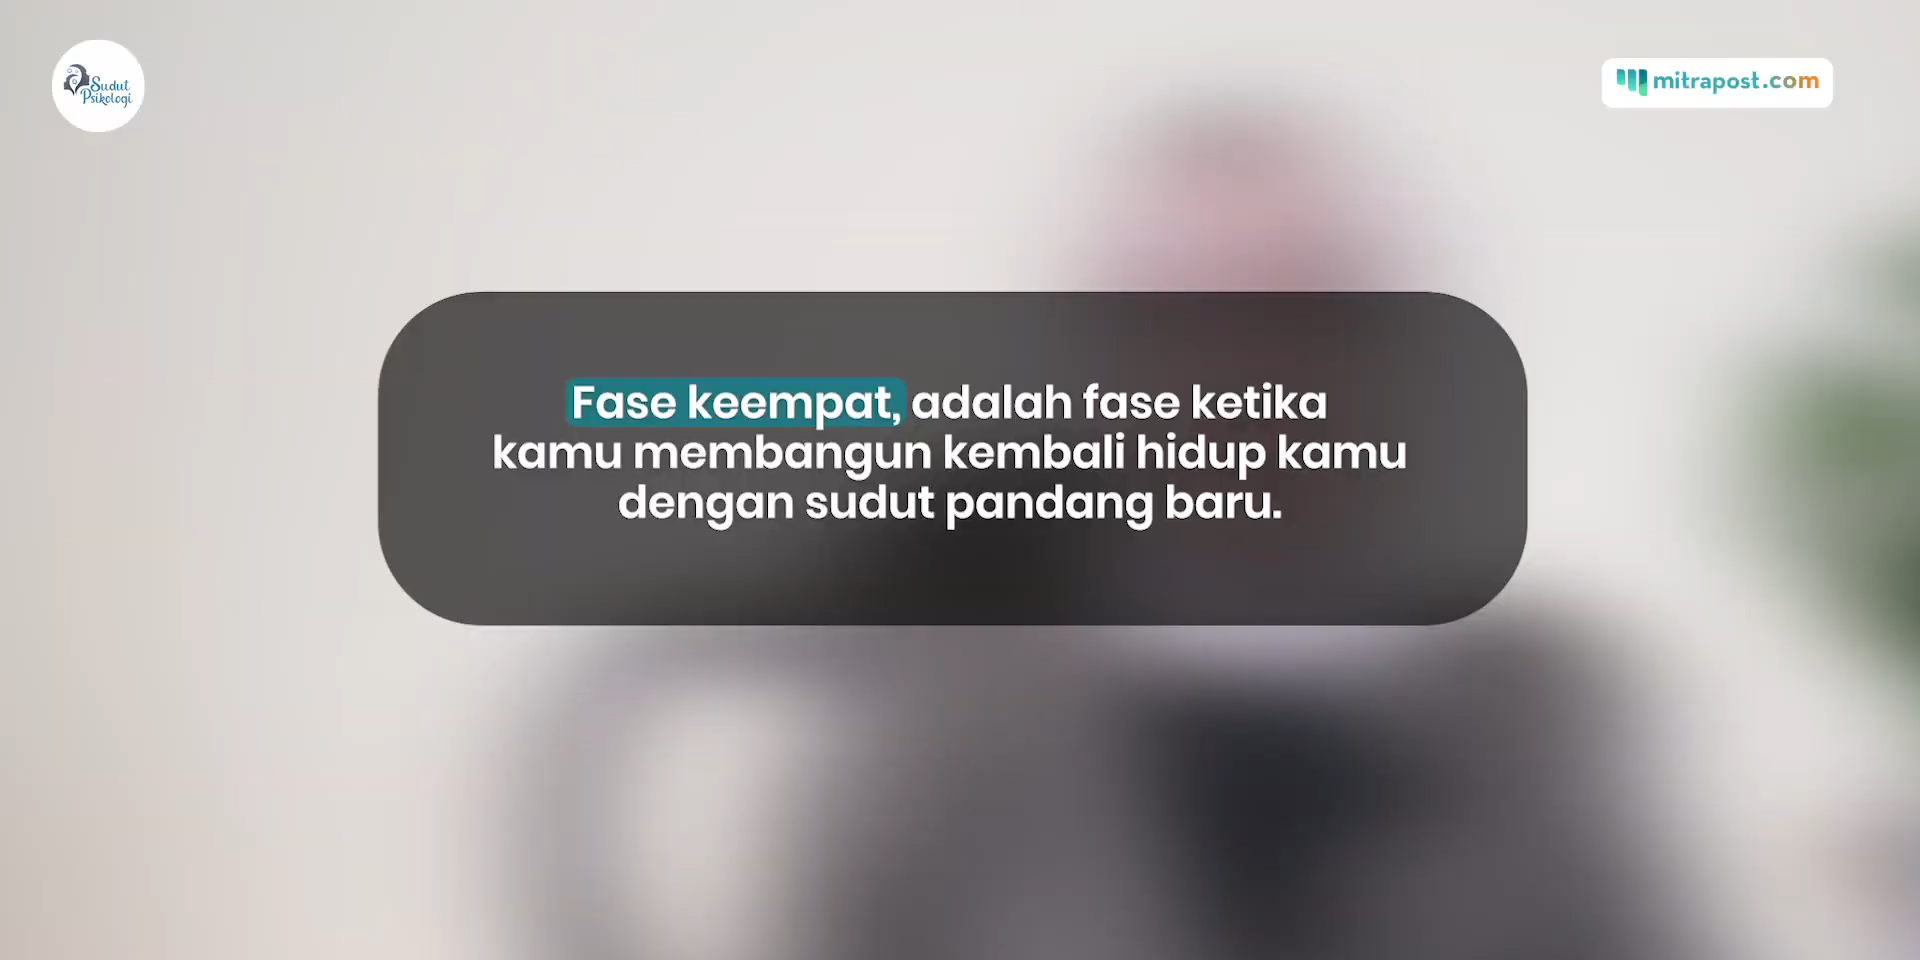 Sudut
Psikologi
mitrapost.com
Fase keempat, adalah fase ketika
kamu membangun kembali hidup kamu
dengan sudut pandang baru.